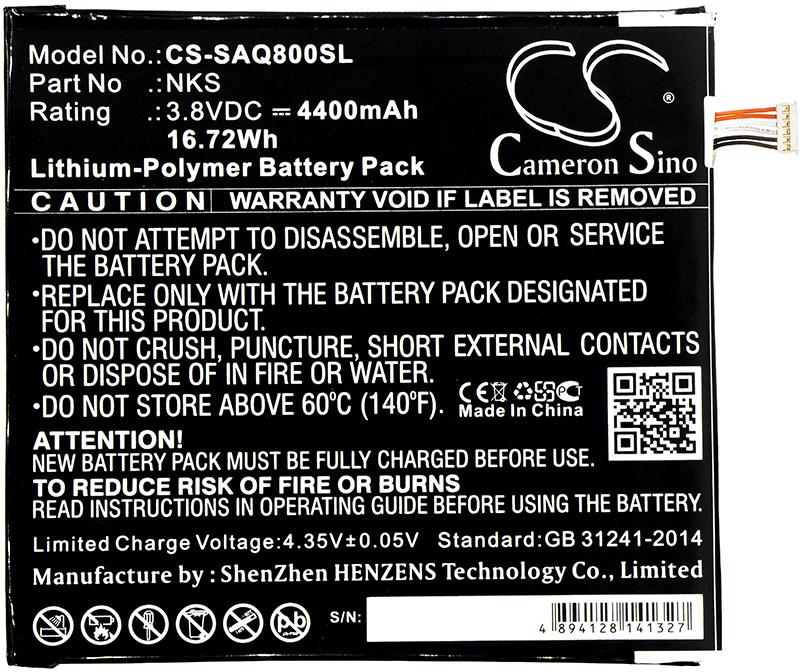 Model No.:CS-SAQ800SL
Part No .:NKS
Rating .:3.8VDC ⎓ 4400mAh
16.72Wh
Lithium-Polymer Battery Pack
CS
®
Cameron Sino
CAUTION WARRANTY VOID IF LABEL IS REMOVED
•DO NOT ATTEMPT TO DISASSEMBLE, OPEN OR SERVICE
THE BATTERY PACK.
•REPLACE ONLY WITH THE BATTERY PACK DESIGNATED
FOR THIS PRODUCT.
•DO NOT CRUSH, PUNCTURE, SHORT EXTERNAL CONTACTS
OR DISPOSE OF IN FIRE OR WATER.
•DO NOT STORE ABOVE 60°C (140°F).
CE PC
Made In China
ATTENTION!
NEW BATTERY PACK MUST BE FULLY CHARGED BEFORE USE.
TO REDUCE RISK OF FIRE OR BURNS
READ INSTRUCTIONS IN OPERATING GUIDE BEFORE USING THE BATTERY.
Limited Charge Voltage:4.35V±0.05V Standard:GB 31241-2014
Manufacture by : ShenZhen HENZENS Technology Co., Limited
Pb
S/N:
4 894128 141327